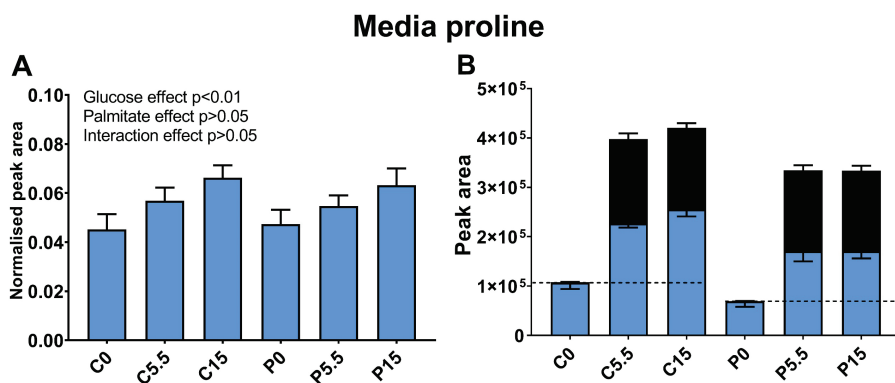 Media proline
A
Glucose effect p<0.01
Palmitate effect p>0.05
Interaction effect p>0.05
Normalised peak area
0.10
0.08
0.06
0.04
0.02
0.00
C0
C5.5
C15
P0
P5.5
P15
B
Peak area
5×10⁵
4×10⁵
3×10⁵
2×10⁵
1×10⁵
0
C0
C5.5
C15
P0
P5.5
P15